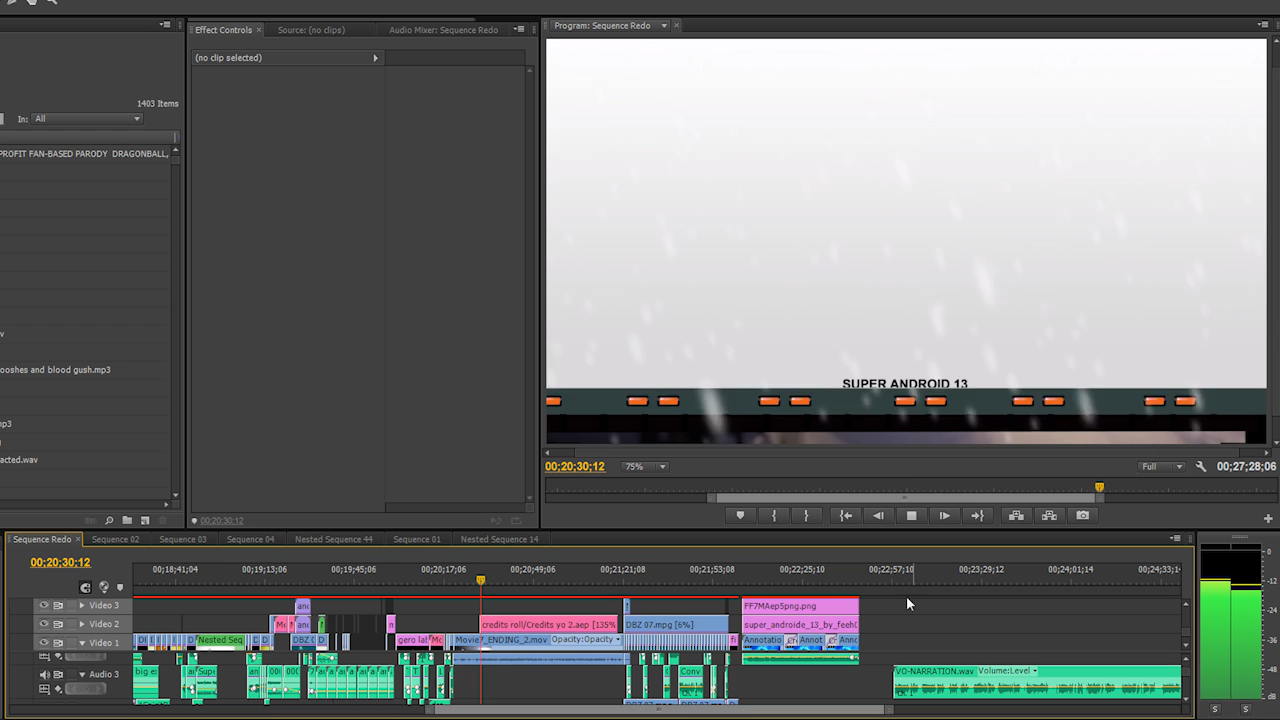 Effect Controls
Source: (no clips)
Audio Mixer: Sequence Redo
Program: Sequence Redo
(no clip selected)
1403 Items
In:
All
PROFIT FAN-BASED PARODY DRAGONBALL,
ooshes and blood gush.mp3
acted.wav
SUPER ANDROID 13
00;20;30;12
75%
Full
00;27;28;06
00;20;30;12
Sequence Redo
Sequence 02
Sequence 03
Sequence 04
Nested Sequence 44
Sequence 01
Nested Sequence 14
00;20;30;12
00;18;41;04
00;19;13;06
00;19;45;06
00;20;17;06
00;20;49;06
00;21;21;08
00;21;53;08
00;22;25;10
00;22;57;10
00;23;29;12
00;24;01;14
00;24;33;1
Video 3
FF7MAep5png.png
Video 2
credits roll/Credits yo 2.aep [135%
DBZ 07.mpg [6%]
super_androide_13_by_feeh(
Video 1
Nested Seq
gero lal
Movie7_ENDING_2.mov
Opacity:Opacity
Annotatio
Annot
Annc
Audio 3
big e:
Supe
Conv
VO-NARRATION.wav
Volume:Level